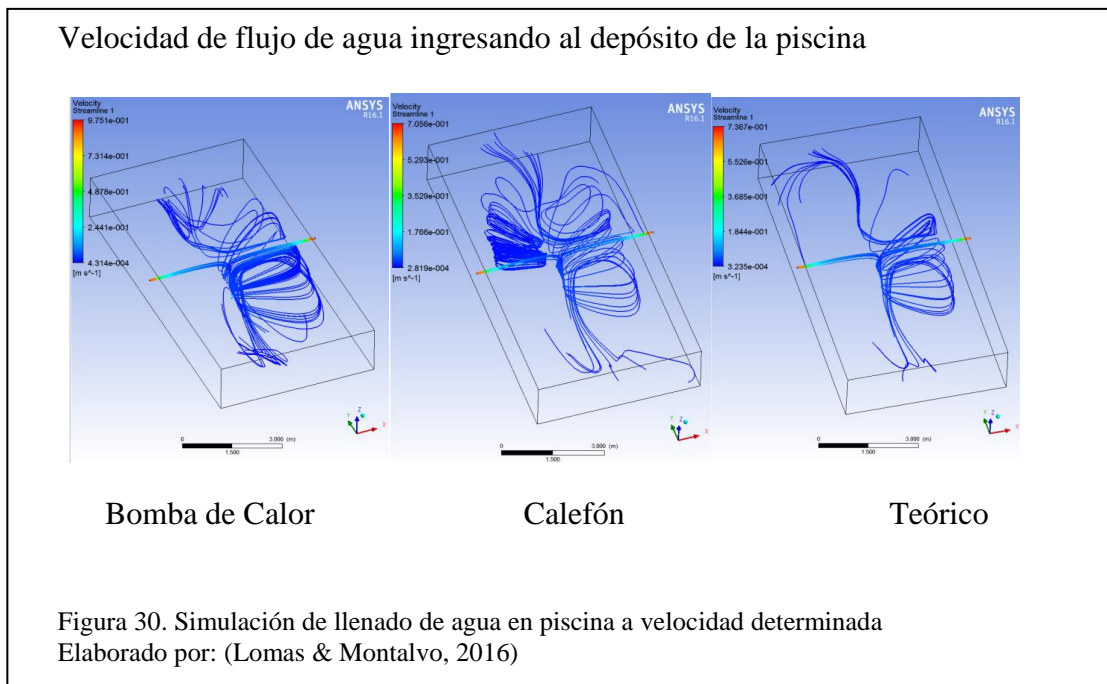 Velocidad de flujo de agua ingresando al depósito de la piscina
Velocity
Streamline 1
9.751e-001
7.314e-001
4.878e-001
2.441e-001
4.314e-004
[m s^-1]
ANSYS
R16.1
0
3.000 (m)
1.500
Y
Z
X
Velocity
Streamline 1
7.056e-001
5.293e-001
3.529e-001
1.766e-001
2.819e-004
[m s^-1]
ANSYS
R16.1
0
3.000 (m)
1.500
Y
Z
X
Velocity
Streamline 1
7.367e-001
5.526e-001
3.685e-001
1.844e-001
3.235e-004
[m s^-1]
ANSYS
R16.1
0
3.000 (m)
1.500
Y
Z
X
Bomba de Calor
Calefón
Teórico
Figura 30. Simulación de llenado de agua en piscina a velocidad determinada
Elaborado por: (Lomas & Montalvo, 2016)